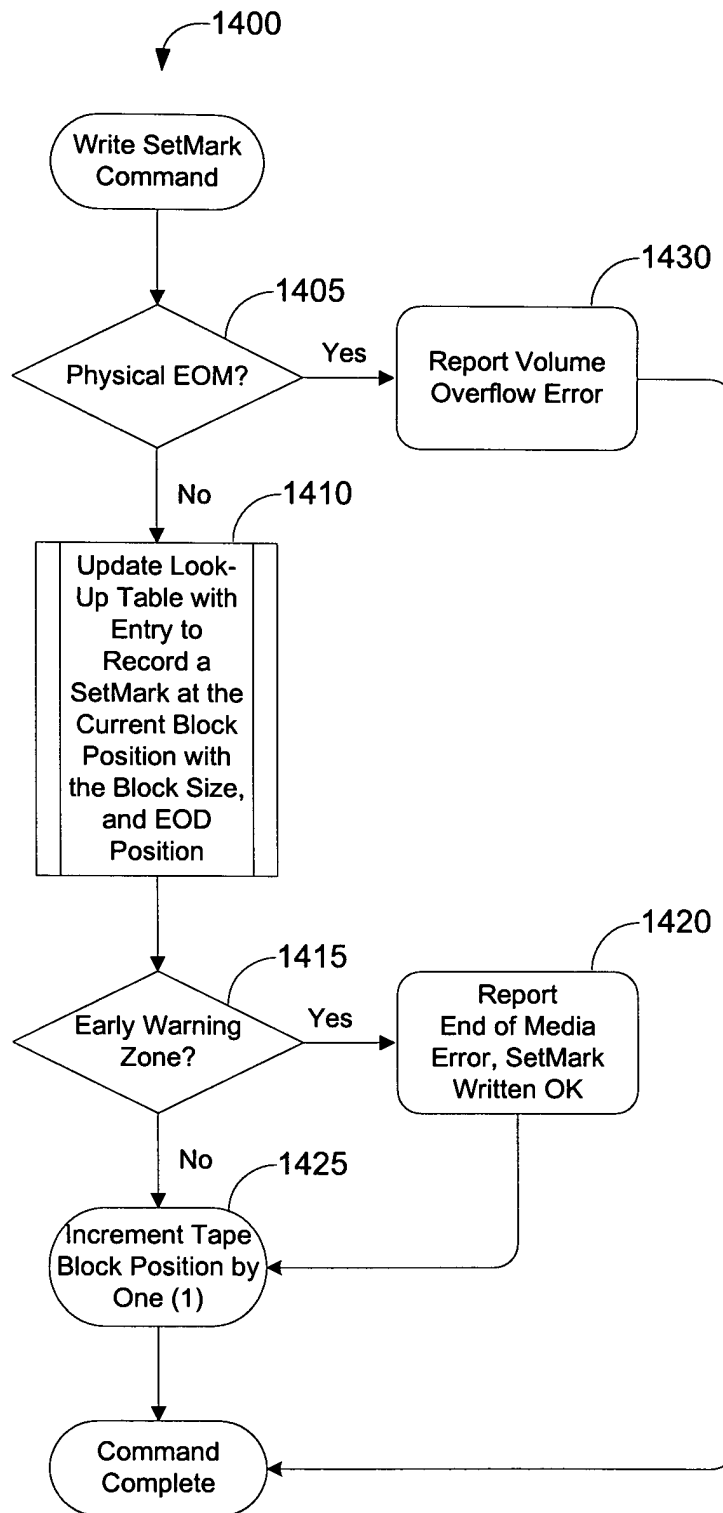 1400
Write SetMark
Command
1405
Physical EOM?
Yes
1430
Report Volume
Overflow Error
No
1410
Update Look-
Up Table with
Entry to
Record a
SetMark at the
Current Block
Position with
the Block Size,
and EOD
Position
1415
Early Warning
Zone?
Yes
1420
Report
End of Media
Error, SetMark
Written OK
No
1425
Increment Tape
Block Position by
One (1)
Command
Complete